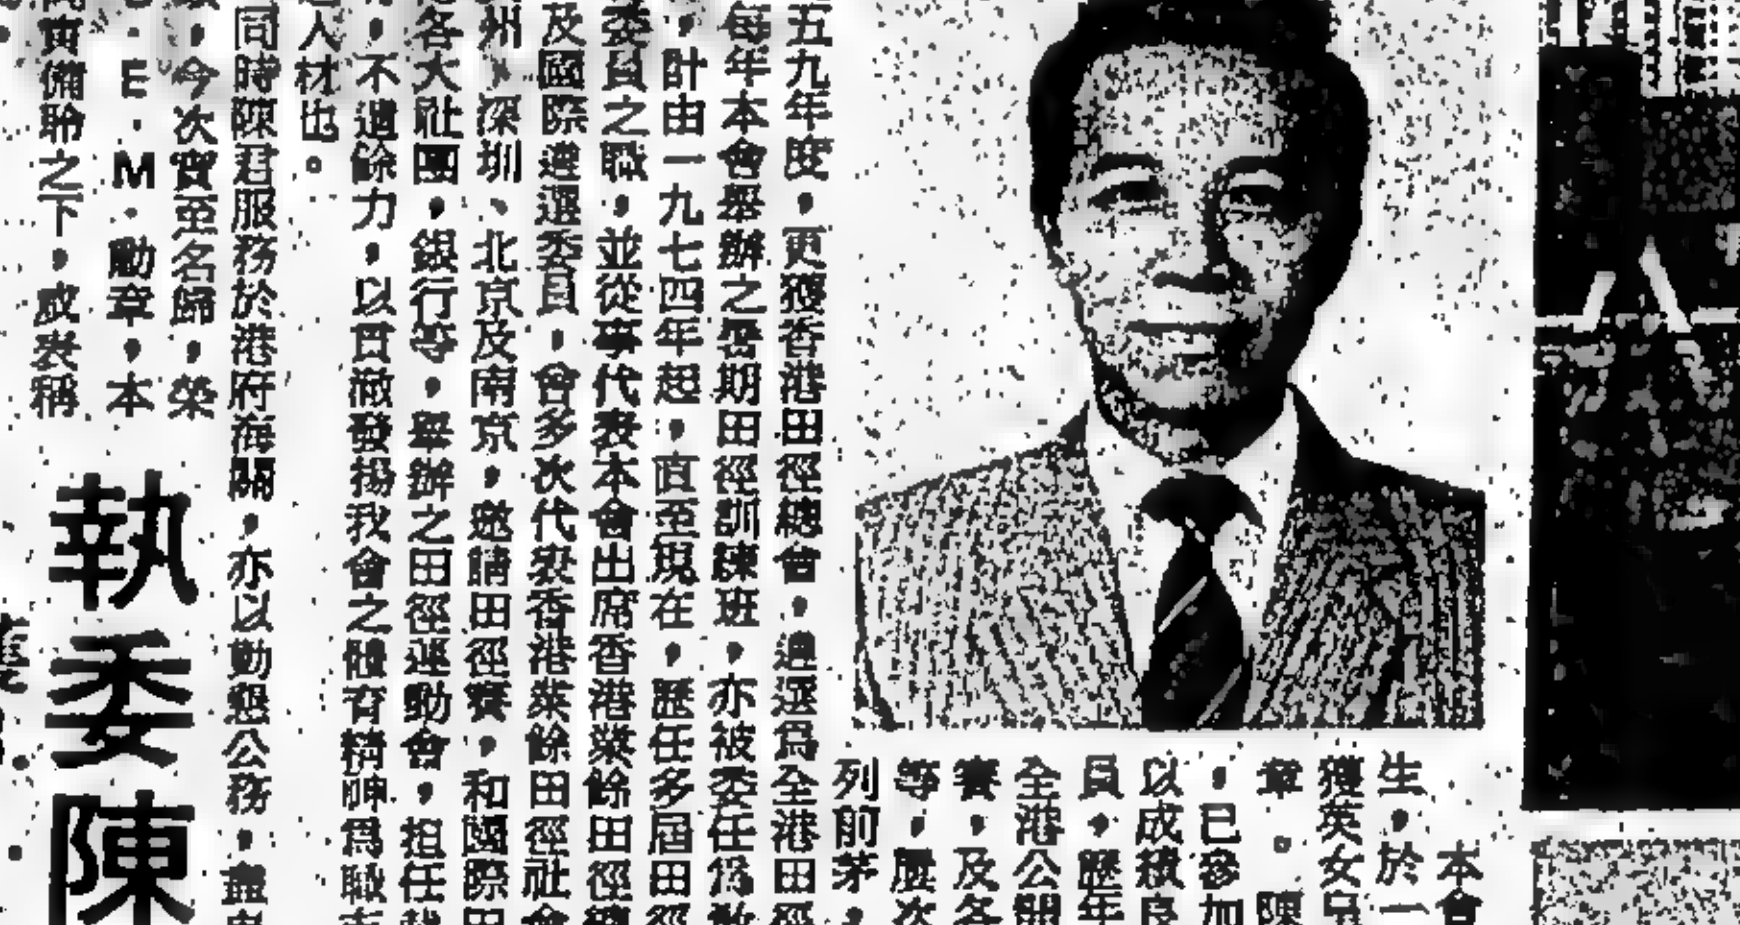 本會
生，於一
獲英女皇
章。陳
，已參加
以成績良
員，歷年
全港公開
賽，及各
等，歷次
列前茅，
五九年度，更獲香港田徑總會，遴選爲全港田徑
每年本會舉辦之暑期田徑訓練班，亦被委任爲教
，計由一九七四年起，直至現在，歷任多屆田徑
委員之職，並從事代表本會出席香港業餘田徑總
及國際遴選委員，曾多次代表香港業餘田徑社會
州，深圳、北京及南京，邀請田徑賽，和國際田
各大社團，銀行等，舉辦之田徑運動會，担任裁
，不遺餘力，以貫澈發揚我會之體育精神爲職志
人材也。
同時陳君服務於港府海關，亦以勤懇公務，盡忠
，今次實至名歸，榮
．E．M．勳章，本
寅備聆之下，咸表稱
執委陳